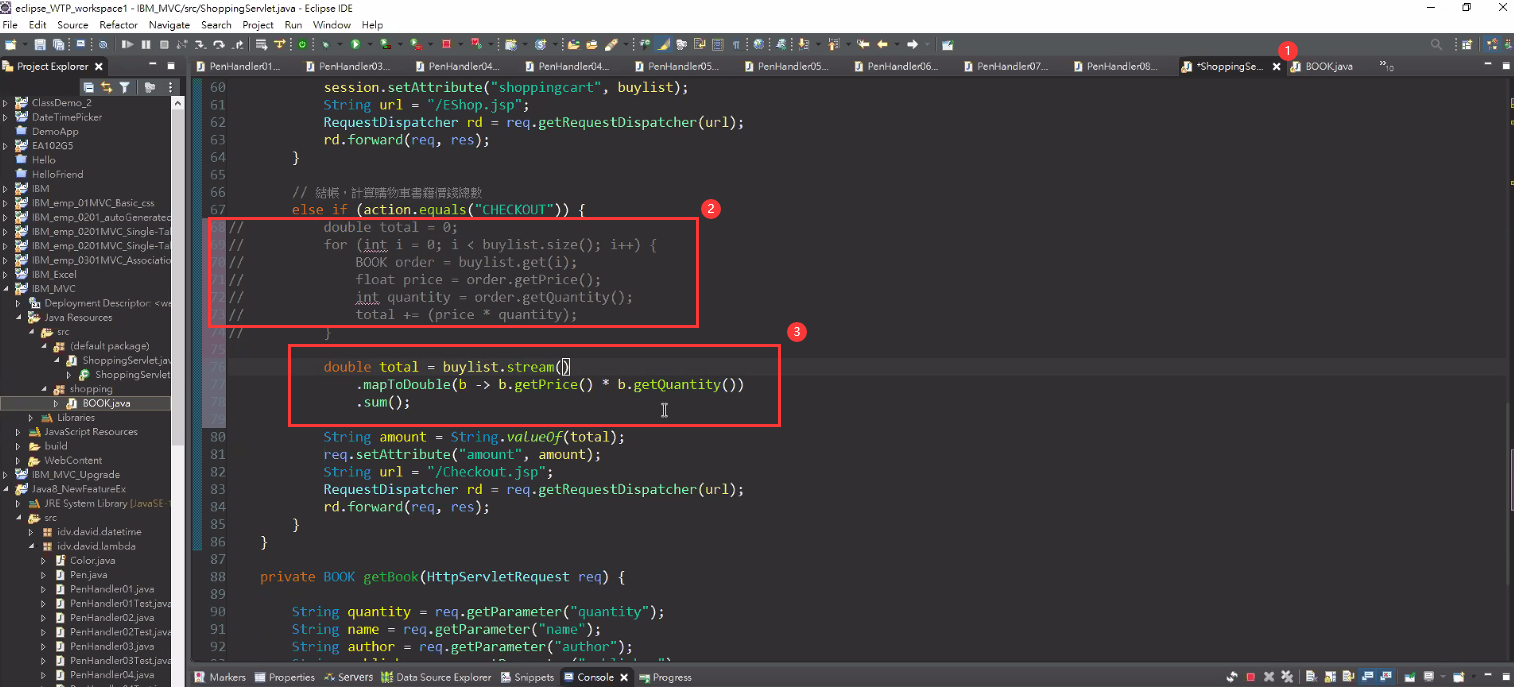 eclipse_WTP_workspace1 - IBM_MVC/src/ShoppingServlet.java - Eclipse IDE
File Edit Source Refactor Navigate Search Project Run Window Help
1
Project Explorer
PenHandler01... PenHandler03... PenHandler04... PenHandler04... PenHandler05... PenHandler05... PenHandler06... PenHandler07... PenHandler08... *ShoppingSe... BOOK.java »10
ClassDemo_2
DateTimePicker
DemoApp
EA102G5
Hello
HelloFriend
IBM
IBM_emp_01MVC_Basic_css
IBM_emp_0201_autoGenerated
IBM_emp_0201MVC_Single-Tal
IBM_emp_0201MVC_Single-Tal
IBM_emp_0301MVC_Associatio
IBM_Excel
IBM_MVC
Deployment Descriptor: <we
Java Resources
src
(default package)
ShoppingServlet.jav
ShoppingServlet
shopping
BOOK.java
Libraries
JavaScript Resources
build
WebContent
IBM_MVC_Upgrade
Java8_NewFeatureEx
JRE System Library [JavaSE-1
src
idv.david.datetime
idv.david.lambda
Color.java
Pen.java
PenHandler01.java
PenHandler01Test.java
PenHandler02.java
PenHandler02Test.java
PenHandler03.java
PenHandler03Test.java
PenHandler04.java
60 session.setAttribute("shoppingcart", buylist);
61 String url = "/EShop.jsp";
62 RequestDispatcher rd = req.getRequestDispatcher(url);
63 rd.forward(req, res);
64 }
65
66 // 結帳，計算購物車書籍價錢總數
67 else if (action.equals("CHECKOUT")) {
2
68 // double total = 0;
69 // for (int i = 0; i < buylist.size(); i++) {
70 // BOOK order = buylist.get(i);
71 // float price = order.getPrice();
72 // int quantity = order.getQuantity();
73 // total += (price * quantity);
74 // }
3
75
76 double total = buylist.stream()
77 .mapToDouble(b -> b.getPrice() * b.getQuantity())
78 .sum();
79
80 String amount = String.valueOf(total);
81 req.setAttribute("amount", amount);
82 String url = "/Checkout.jsp";
83 RequestDispatcher rd = req.getRequestDispatcher(url);
84 rd.forward(req, res);
85 }
86 }
87
88 private BOOK getBook(HttpServletRequest req) {
89
90 String quantity = req.getParameter("quantity");
91 String name = req.getParameter("name");
92 String author = req.getParameter("author");
Markers Properties Servers Data Source Explorer Snippets Console Progress